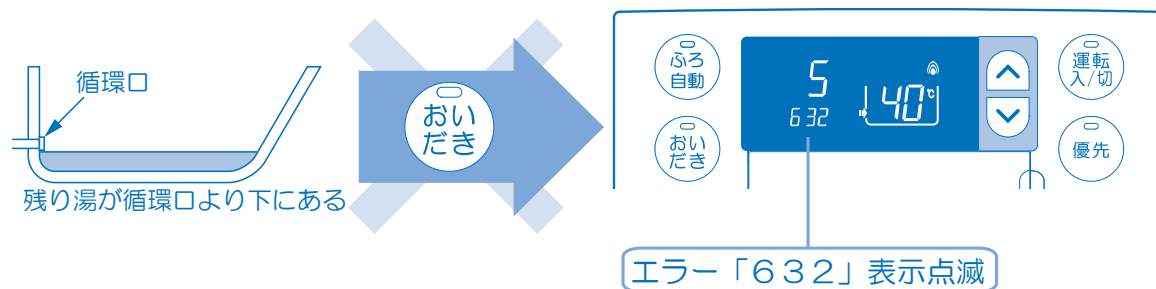 循環口
残り湯が循環口より下にある
おい
だき
ふろ
自動
おい
だき
5
632
40℃
運転
入/切
優先
エラー「632」表示点滅